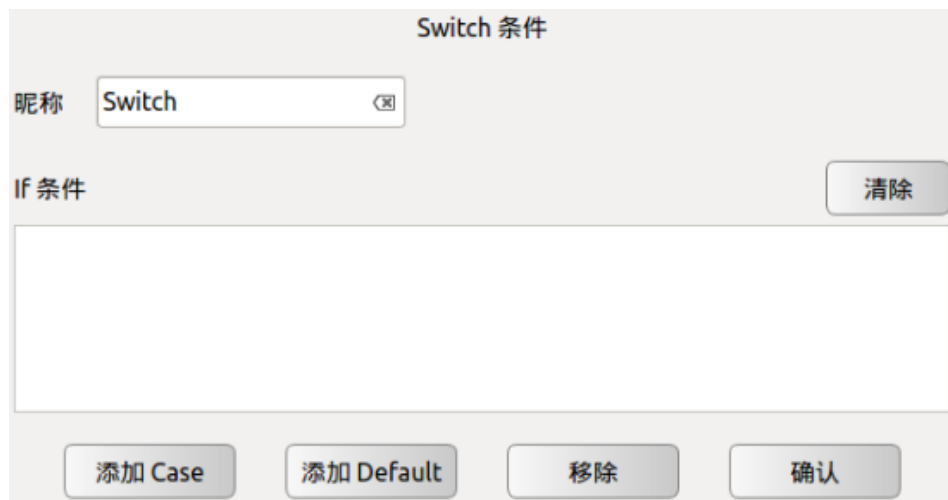 Switch 条件
昵称 Switch
If 条件 清除
添加 Case 添加 Default 移除 确认